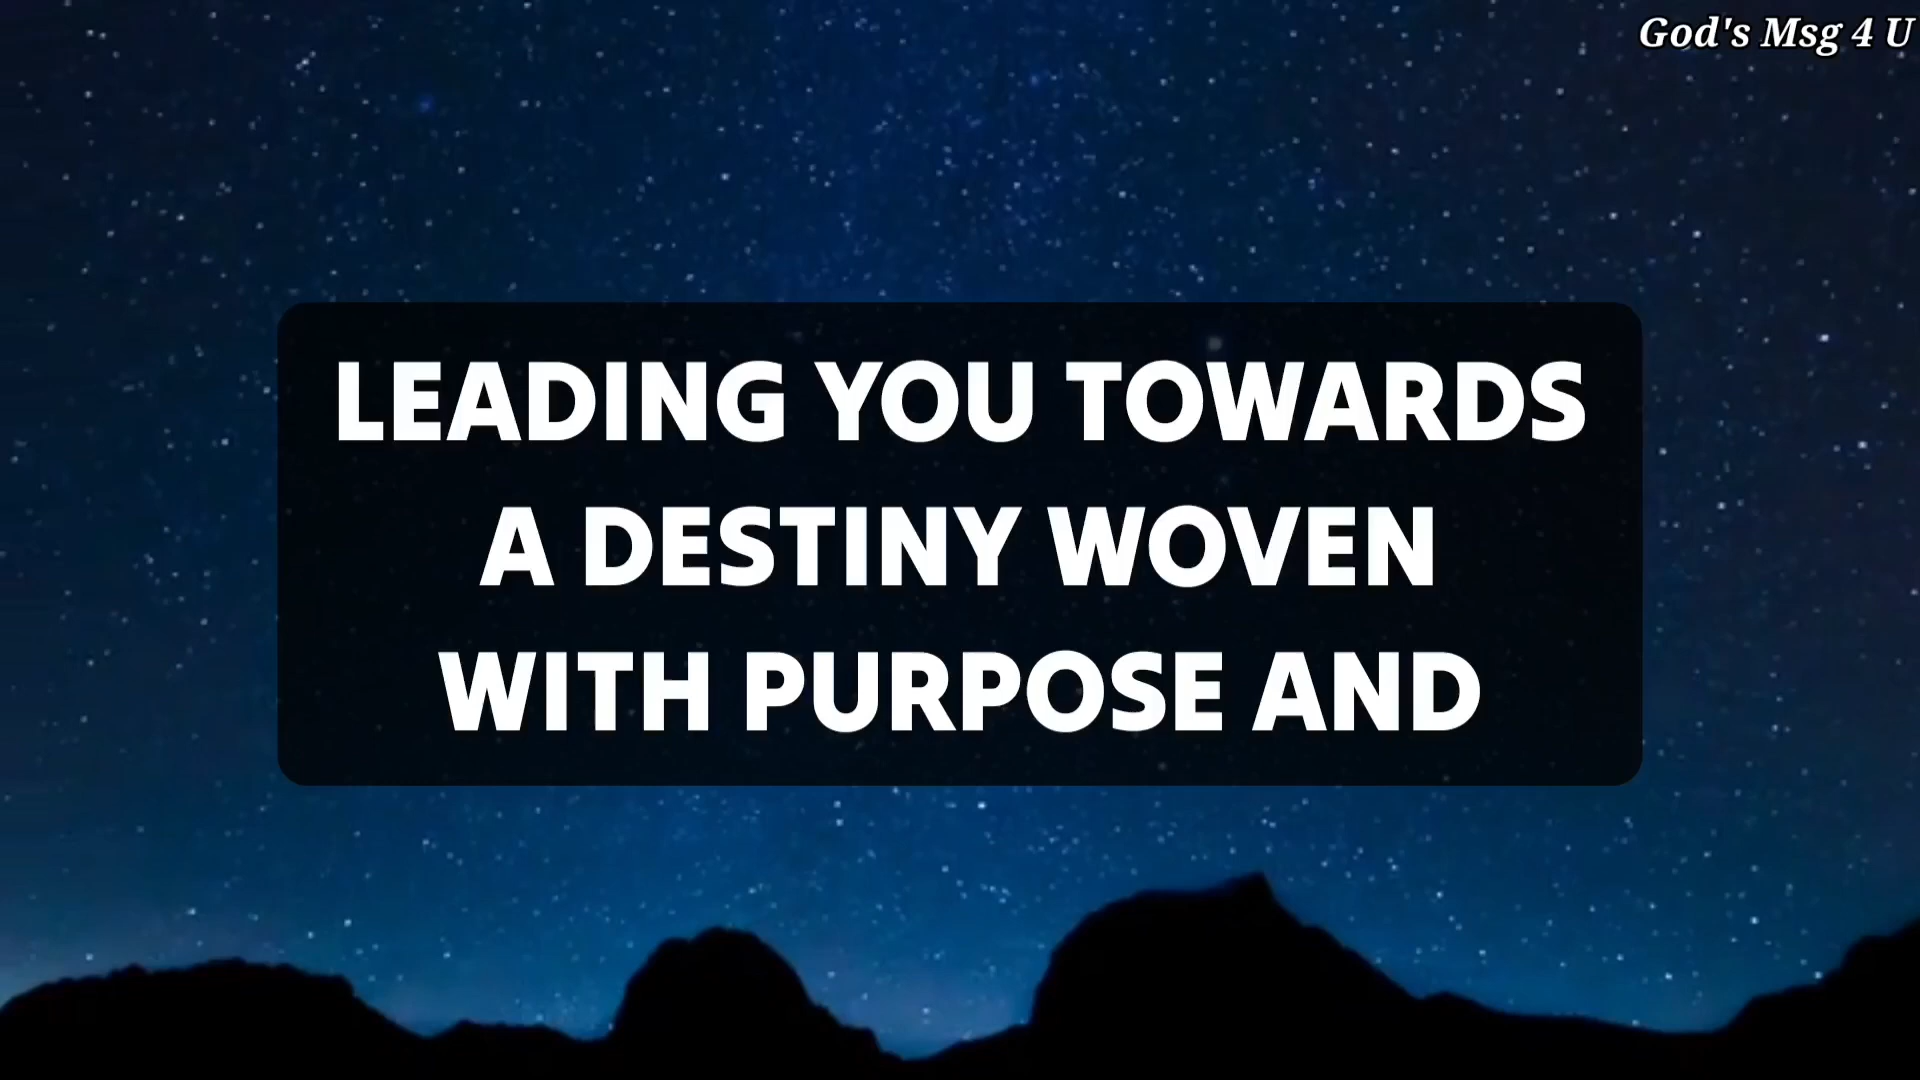 God's Msg 4 U
LEADING YOU TOWARDS
A DESTINY WOVEN
WITH PURPOSE AND